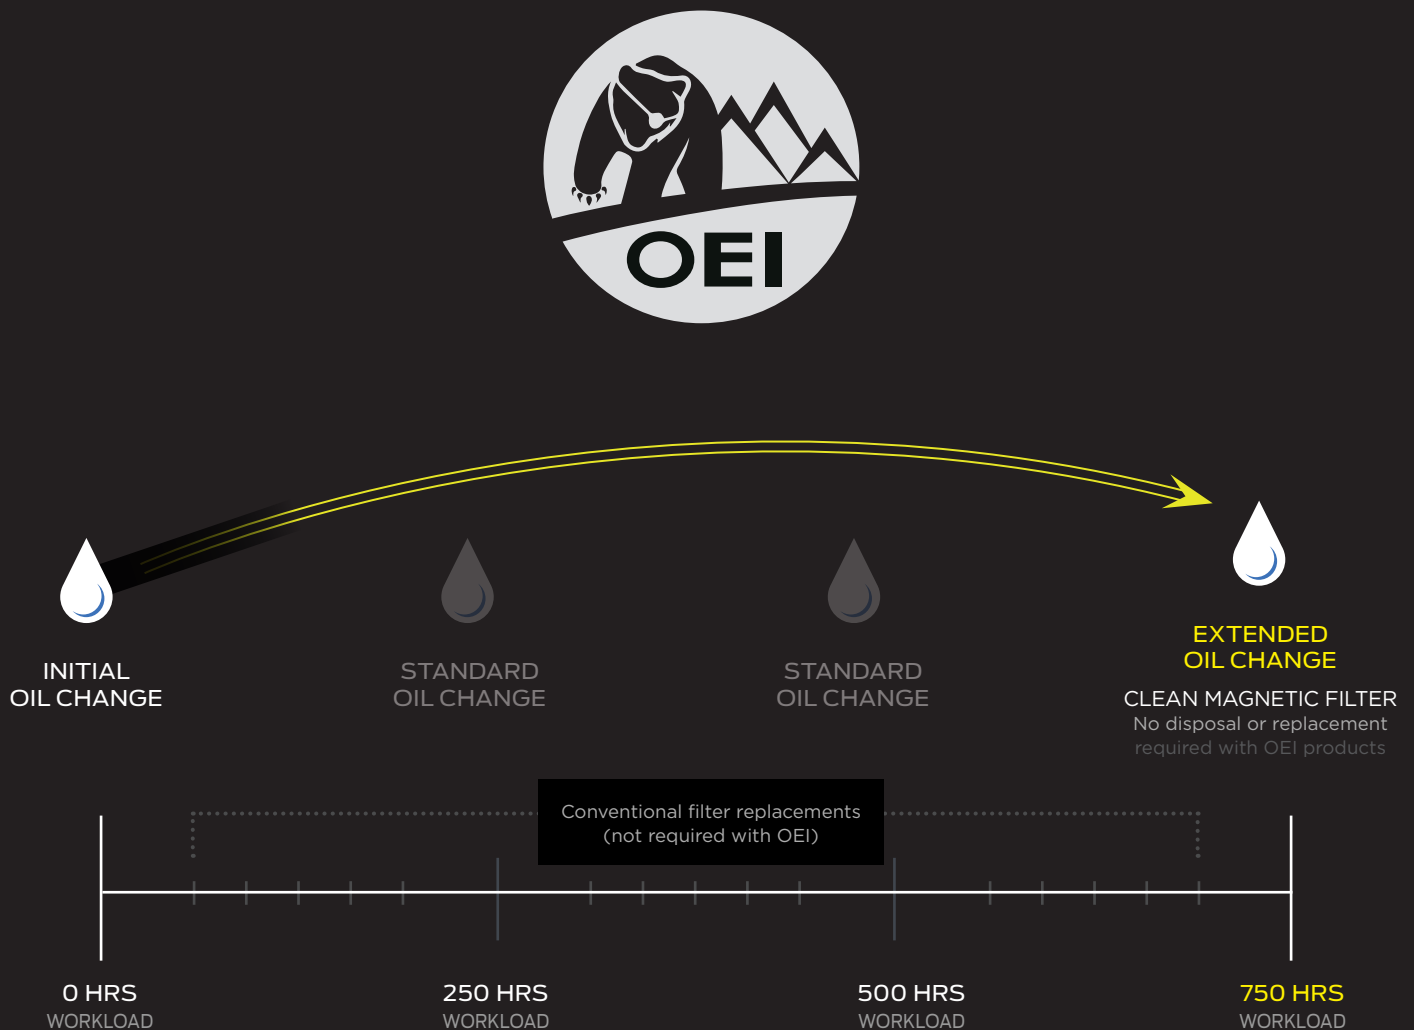 OEI
INITIAL
OIL CHANGE
STANDARD
OIL CHANGE
STANDARD
OIL CHANGE
EXTENDED
OIL CHANGE
CLEAN MAGNETIC FILTER
No disposal or replacement
required with OEI products
Conventional filter replacements
(not required with OEI)
0 HRS
WORKLOAD
250 HRS
WORKLOAD
500 HRS
WORKLOAD
750 HRS
WORKLOAD